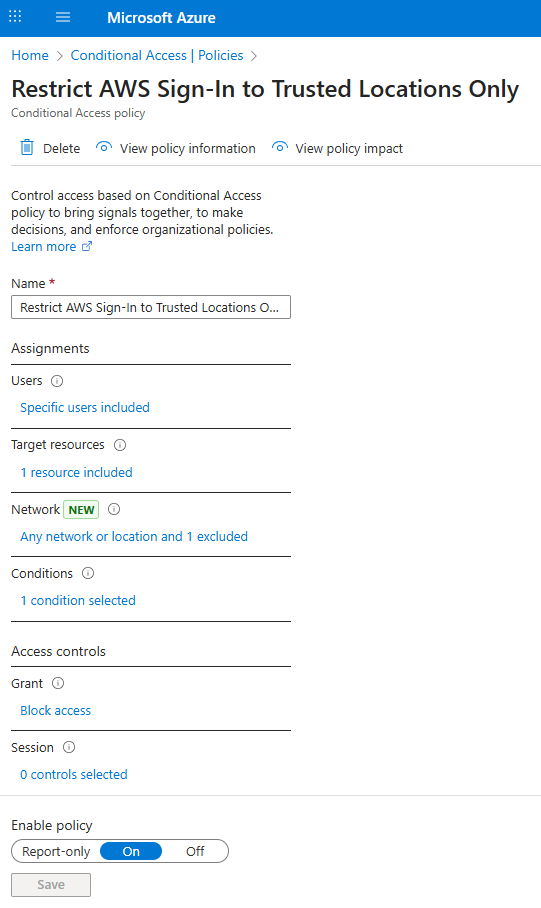 Microsoft Azure
Home > Conditional Access | Policies >
Restrict AWS Sign-In to Trusted Locations Only
Conditional Access policy
Delete View policy information View policy impact
Control access based on Conditional Access
policy to bring signals together, to make
decisions, and enforce organizational policies.
Learn more
Name *
Restrict AWS Sign-In to Trusted Locations O...
Assignments
Users
Specific users included
Target resources
1 resource included
Network NEW
Any network or location and 1 excluded
Conditions
1 condition selected
Access controls
Grant
Block access
Session
0 controls selected
Enable policy
Report-only On Off
Save